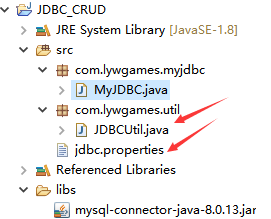 JDBC_CRUD
JRE System Library [JavaSE-1.8]
src
com.lywgames.myjdbc
MyJDBC.java
com.lywgames.util
JDBCUtil.java
jdbc.properties
Referenced Libraries
libs
mysql-connector-java-8.0.13.jar